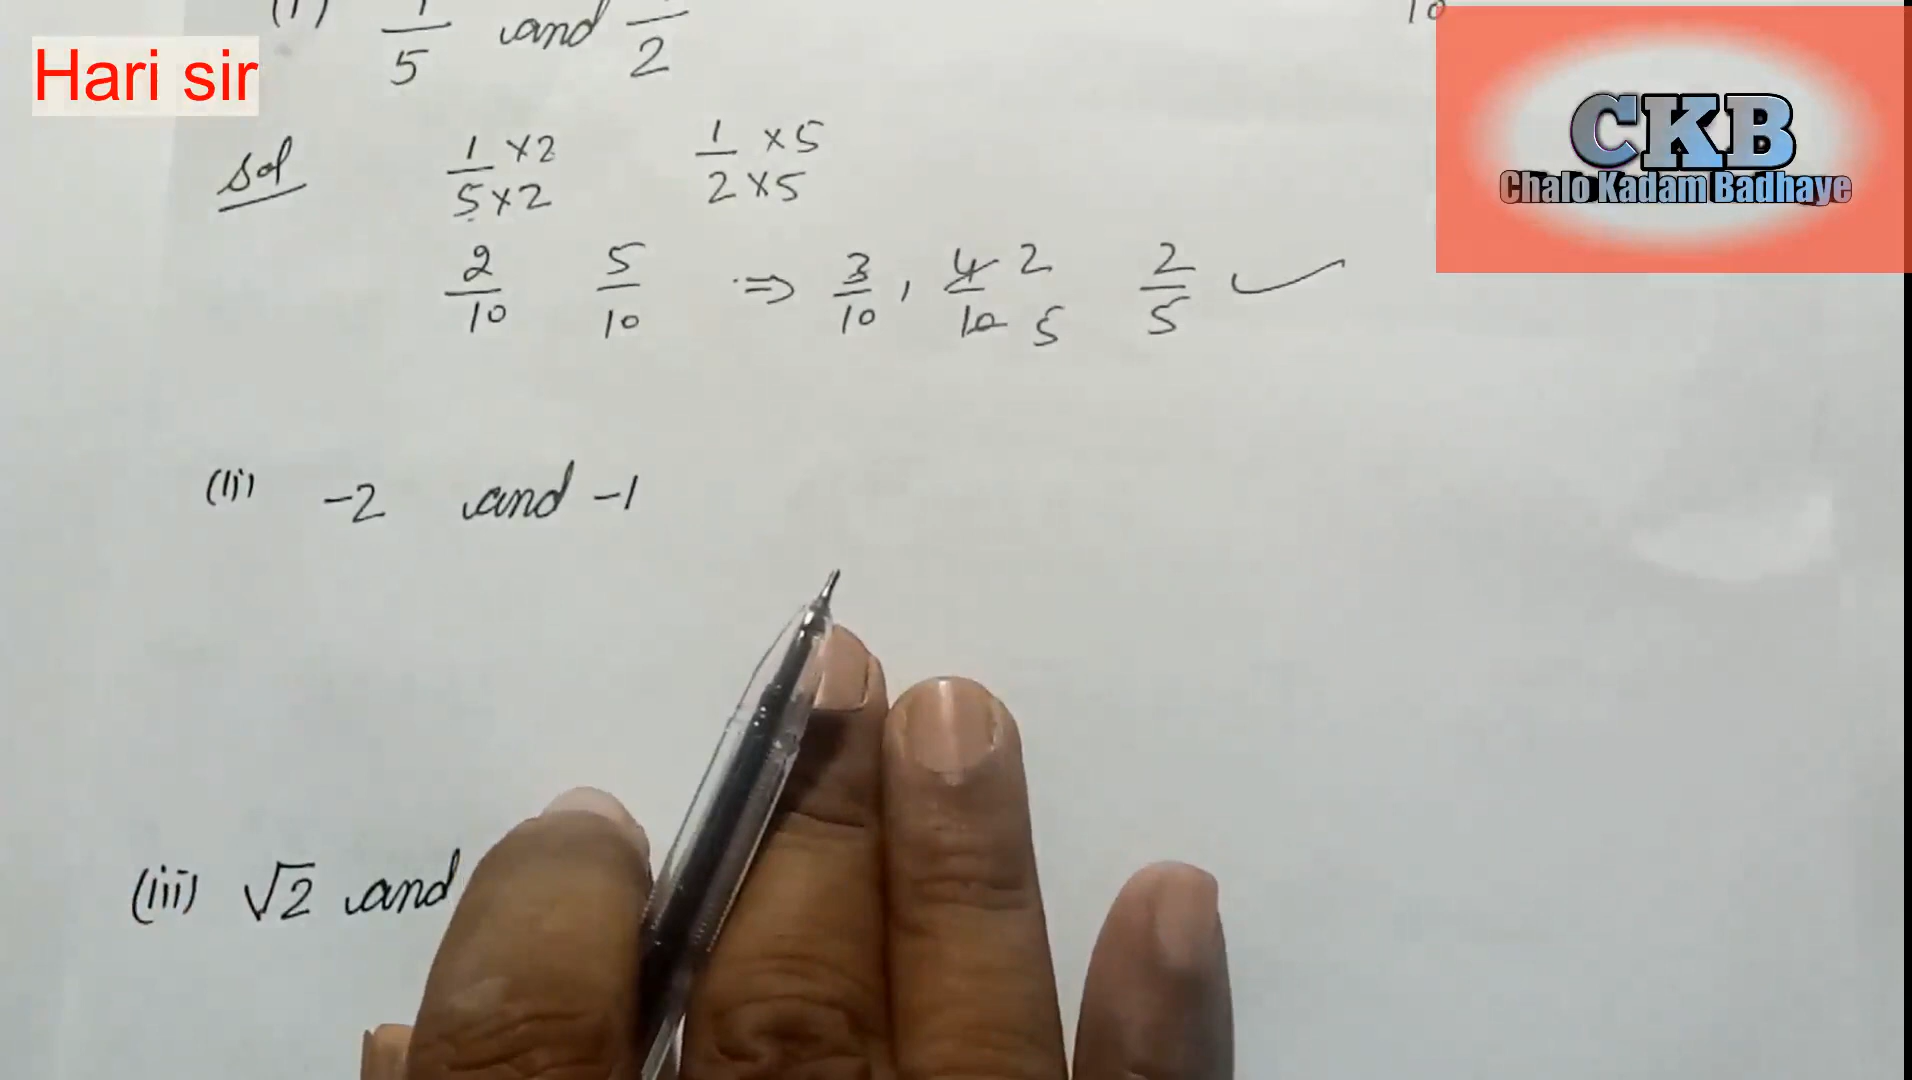 (i) 1/5 and 1/2
10
Hari sir
CKB
Chalo Kadam Badhaye
Sol 1×2/5×2 1×5/2×5
2/10 5/10 ⇒ 3/10, 4/10 2/5 2/5 ✓
(ii) -2 and -1
(iii) √2 and